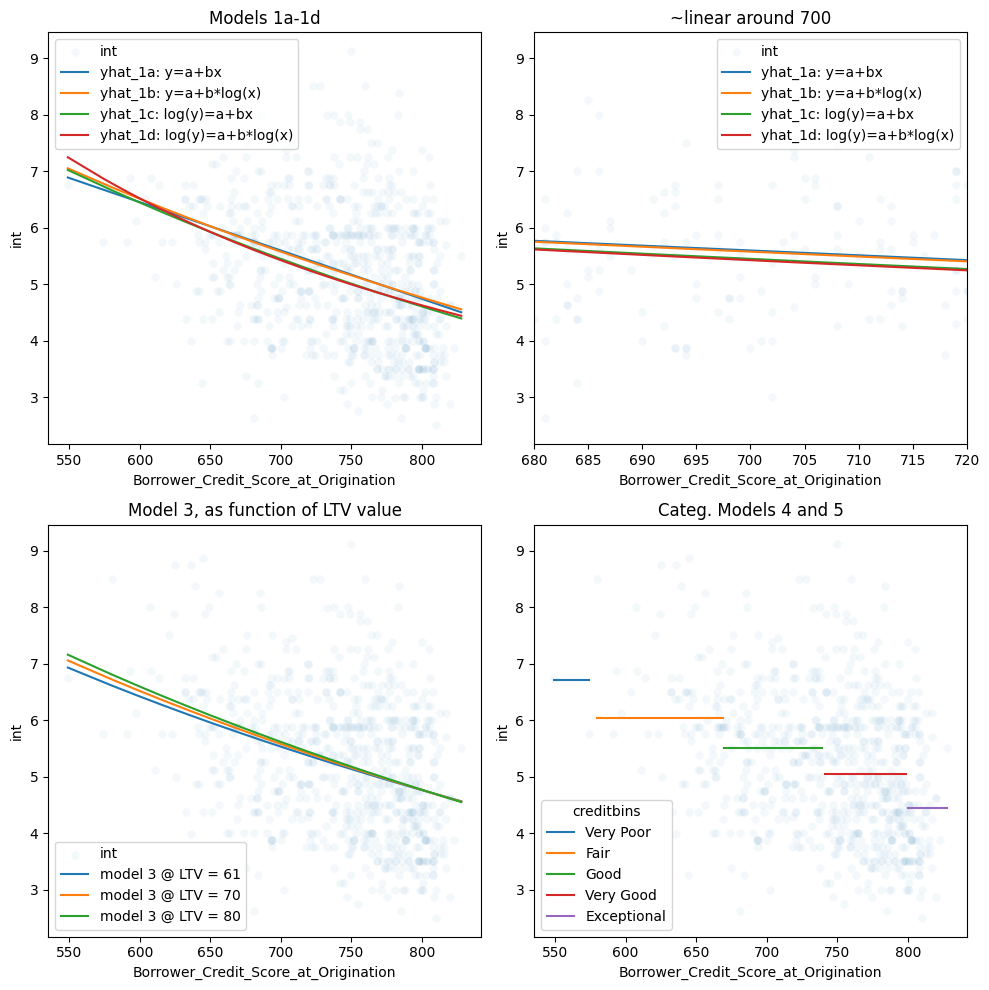 Models 1a-1d
int
yhat_1a: y=a+bx
yhat_1b: y=a+b*log(x)
yhat_1c: log(y)=a+bx
yhat_1d: log(y)=a+b*log(x)
9
8
7
6
5
4
3
int
550 600 650 700 750 800
Borrower_Credit_Score_at_Origination
~linear around 700
int
yhat_1a: y=a+bx
yhat_1b: y=a+b*log(x)
yhat_1c: log(y)=a+bx
yhat_1d: log(y)=a+b*log(x)
9
8
7
6
5
4
3
int
680 685 690 695 700 705 710 715 720
Borrower_Credit_Score_at_Origination
Model 3, as function of LTV value
9
8
7
6
5
4
3
int
int
model 3 @ LTV = 61
model 3 @ LTV = 70
model 3 @ LTV = 80
550 600 650 700 750 800
Borrower_Credit_Score_at_Origination
Categ. Models 4 and 5
9
8
7
6
5
4
3
int
creditbins
Very Poor
Fair
Good
Very Good
Exceptional
550 600 650 700 750 800
Borrower_Credit_Score_at_Origination